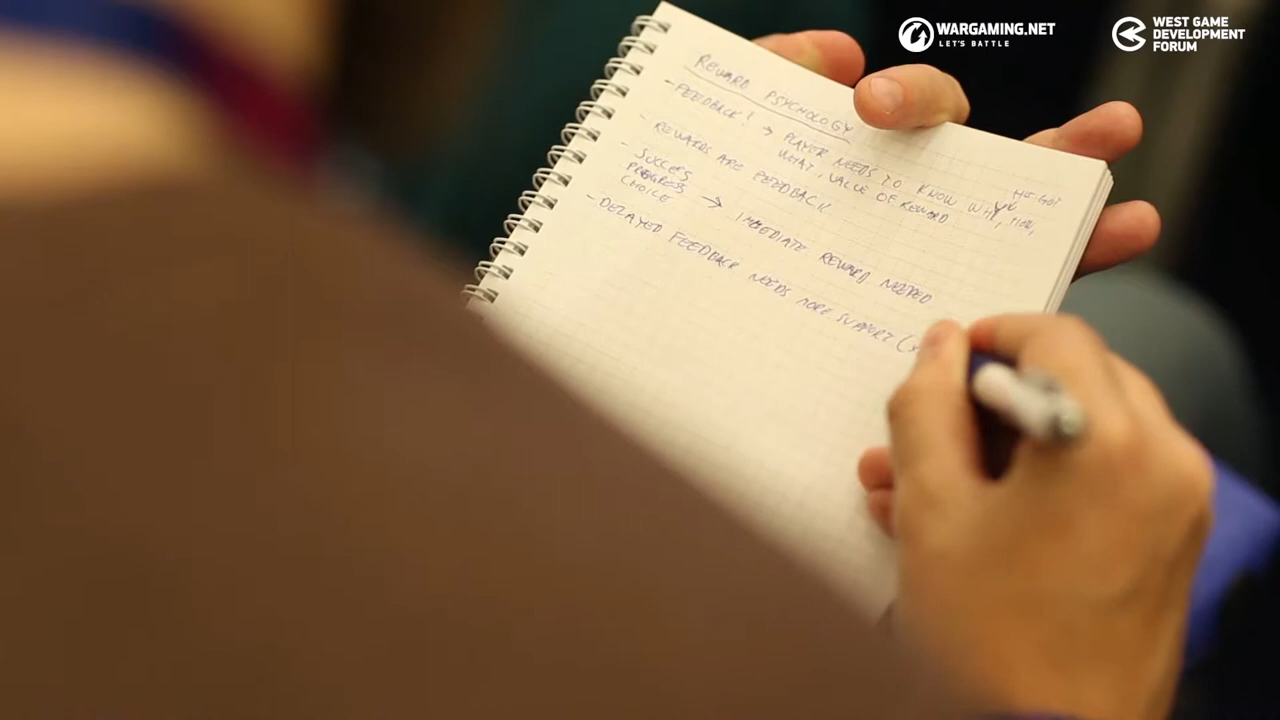 WARGAMING.NET
LET'S BATTLE
WEST GAME
DEVELOPMENT
FORUM
REWARD PSYCHOLOGY
- FEEDBACK! → PLAYER NEEDS TO KNOW WHY, HOW,
HE GOT
WHAT, VALUE OF REWARD
- REWARDS ARE FEEDBACK
- SUCCESS
PROGRESS
CHOICE → IMMEDIATE REWARD NEEDED
- DELAYED FEEDBACK NEEDS MORE SUPPORT (